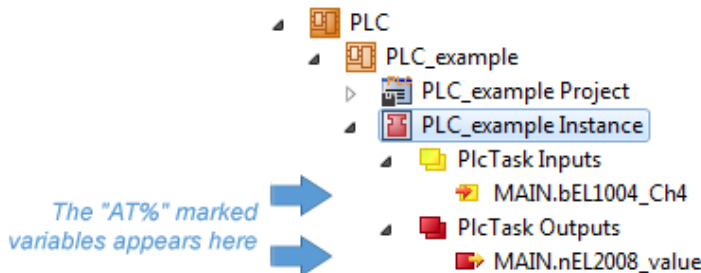 PLC
PLC_example
PLC_example Project
PLC_example Instance
PlcTask Inputs
MAIN.bEL1004_Ch4
PlcTask Outputs
MAIN.nEL2008_value
The "AT%" marked
variables appears here